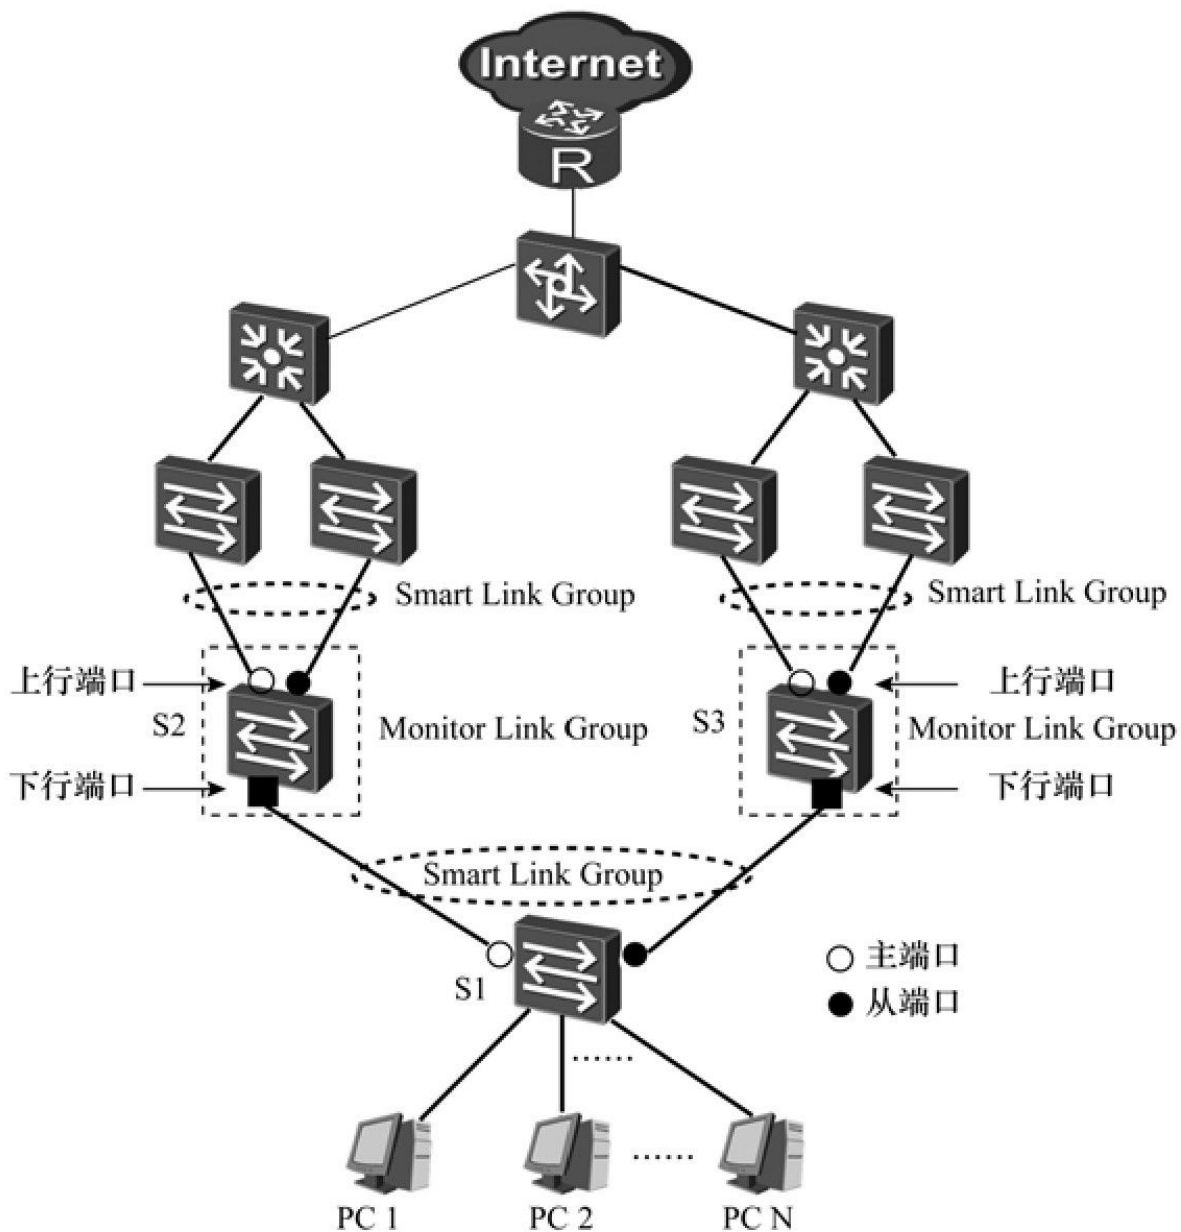 Internet
R
Smart Link Group
Smart Link Group
上行端口
上行端口
S2
Monitor Link Group
S3
Monitor Link Group
下行端口
下行端口
Smart Link Group
主端口
S1
从端口
......
......
PC 1
PC 2
PC N